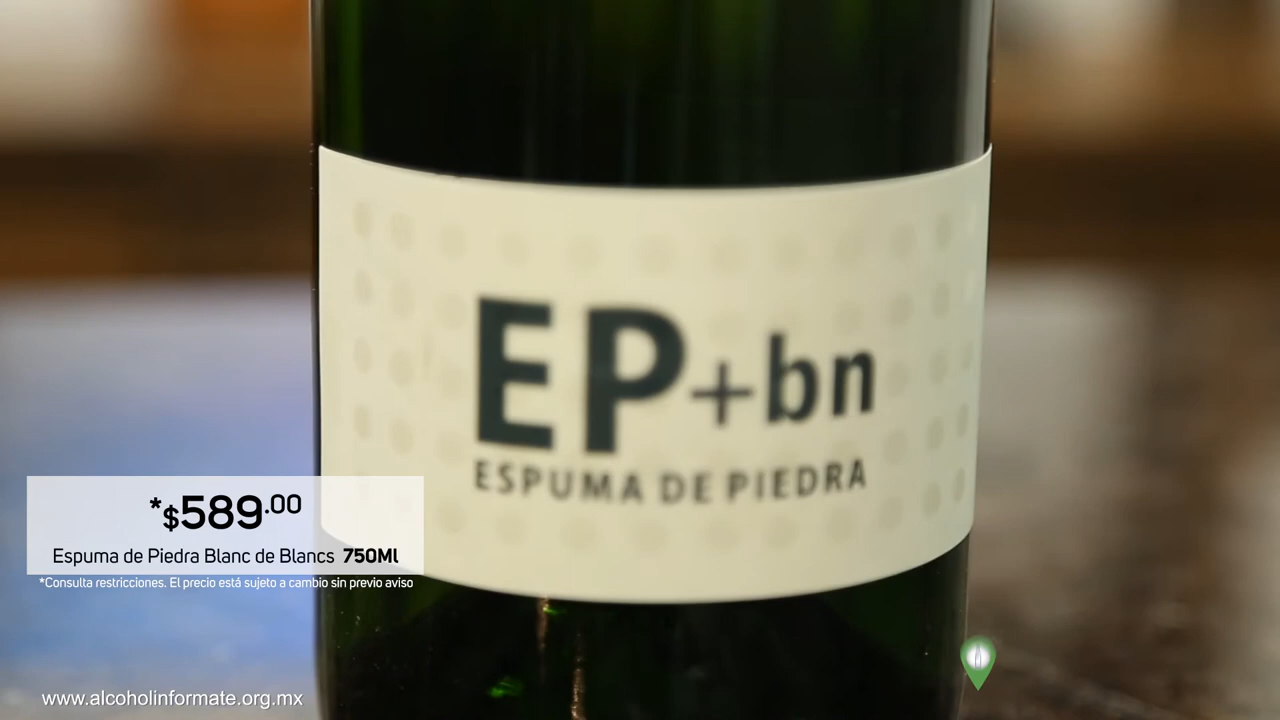 EP+bn
ESPUMA DE PIEDRA
*$589.00
Espuma de Piedra Blanc de Blancs 750Ml
*Consulta restricciones. El precio está sujeto a cambio sin previo aviso
www.alcoholinformate.org.mx